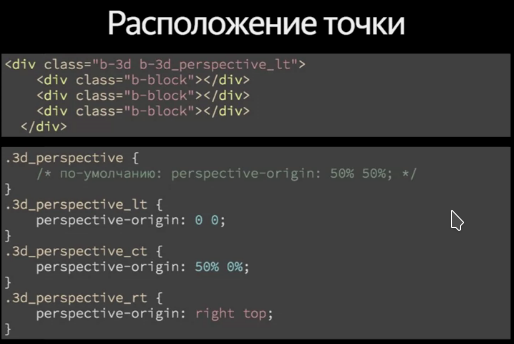 Расположение точки
<div class="b-3d b-3d_perspective_lt">
<div class="b-block"></div>
<div class="b-block"></div>
<div class="b-block"></div>
</div>
.3d_perspective {
/* по-умолчанию: perspective-origin: 50% 50%; */
}
.3d_perspective_lt {
perspective-origin: 0 0;
}
.3d_perspective_ct {
perspective-origin: 50% 0%;
}
.3d_perspective_rt {
perspective-origin: right top;
}